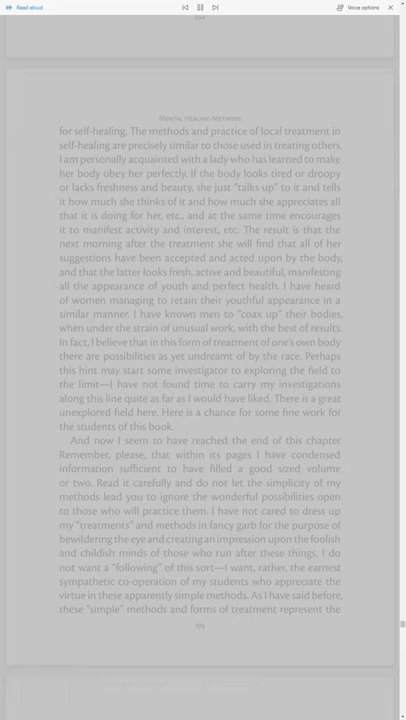 Read aloud
Voice options
194
Mental Healing Methods
for self-healing. The methods and practice of local treatment in
self-healing are precisely similar to those used in treating others.
I am personally acquainted with a lady who has learned to make
her body obey her perfectly. If the body looks tired or droopy
or lacks freshness and beauty, she just "talks up" to it and tells
it how much she thinks of it and how much she appreciates all
that it is doing for her, etc., and at the same time encourages
it to manifest activity and interest, etc. The result is that the
next morning after the treatment she will find that all of her
suggestions have been accepted and acted upon by the body,
and that the latter looks fresh, active and beautiful, manifesting
all the appearance of youth and perfect health. I have heard
of women managing to retain their youthful appearance in a
similar manner. I have known men to "coax up" their bodies,
when under the strain of unusual work, with the best of results.
In fact, I believe that in this form of treatment of one's own body
there are possibilities as yet undreamt of by the race. Perhaps
this hint may start some investigator to exploring the field to
the limit—I have not found time to carry my investigations
along this line quite as far as I would have liked. There is a great
unexplored field here. Here is a chance for some fine work for
the students of this book.
And now I seem to have reached the end of this chapter.
Remember, please, that within its pages I have condensed
information sufficient to have filled a good sized volume
or two. Read it carefully and do not let the simplicity of my
methods lead you to ignore the wonderful possibilities open
to those who will practice them. I have not cared to dress up
my "treatments" and methods in fancy garb for the purpose of
bewildering the eye and creating an impression upon the foolish
and childish minds of those who run after these things. I do
not want a "following" of this sort—I want, rather, the earnest
sympathetic co-operation of my students who appreciate the
virtue in these apparently simple methods. As I have said before,
these "simple" methods and forms of treatment represent the
195